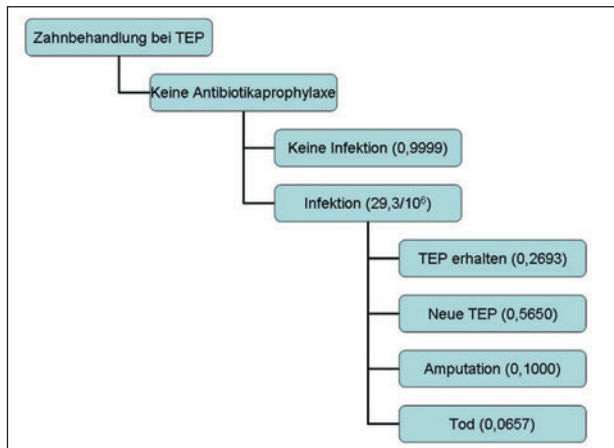 Zahnbehandlung bei TEP
Keine Antibiotikaprophylaxe
Keine Infektion (0,9999)
Infektion (29,3/10⁶)
TEP erhalten (0,2693)
Neue TEP (0,5650)
Amputation (0,1000)
Tod (0,0657)